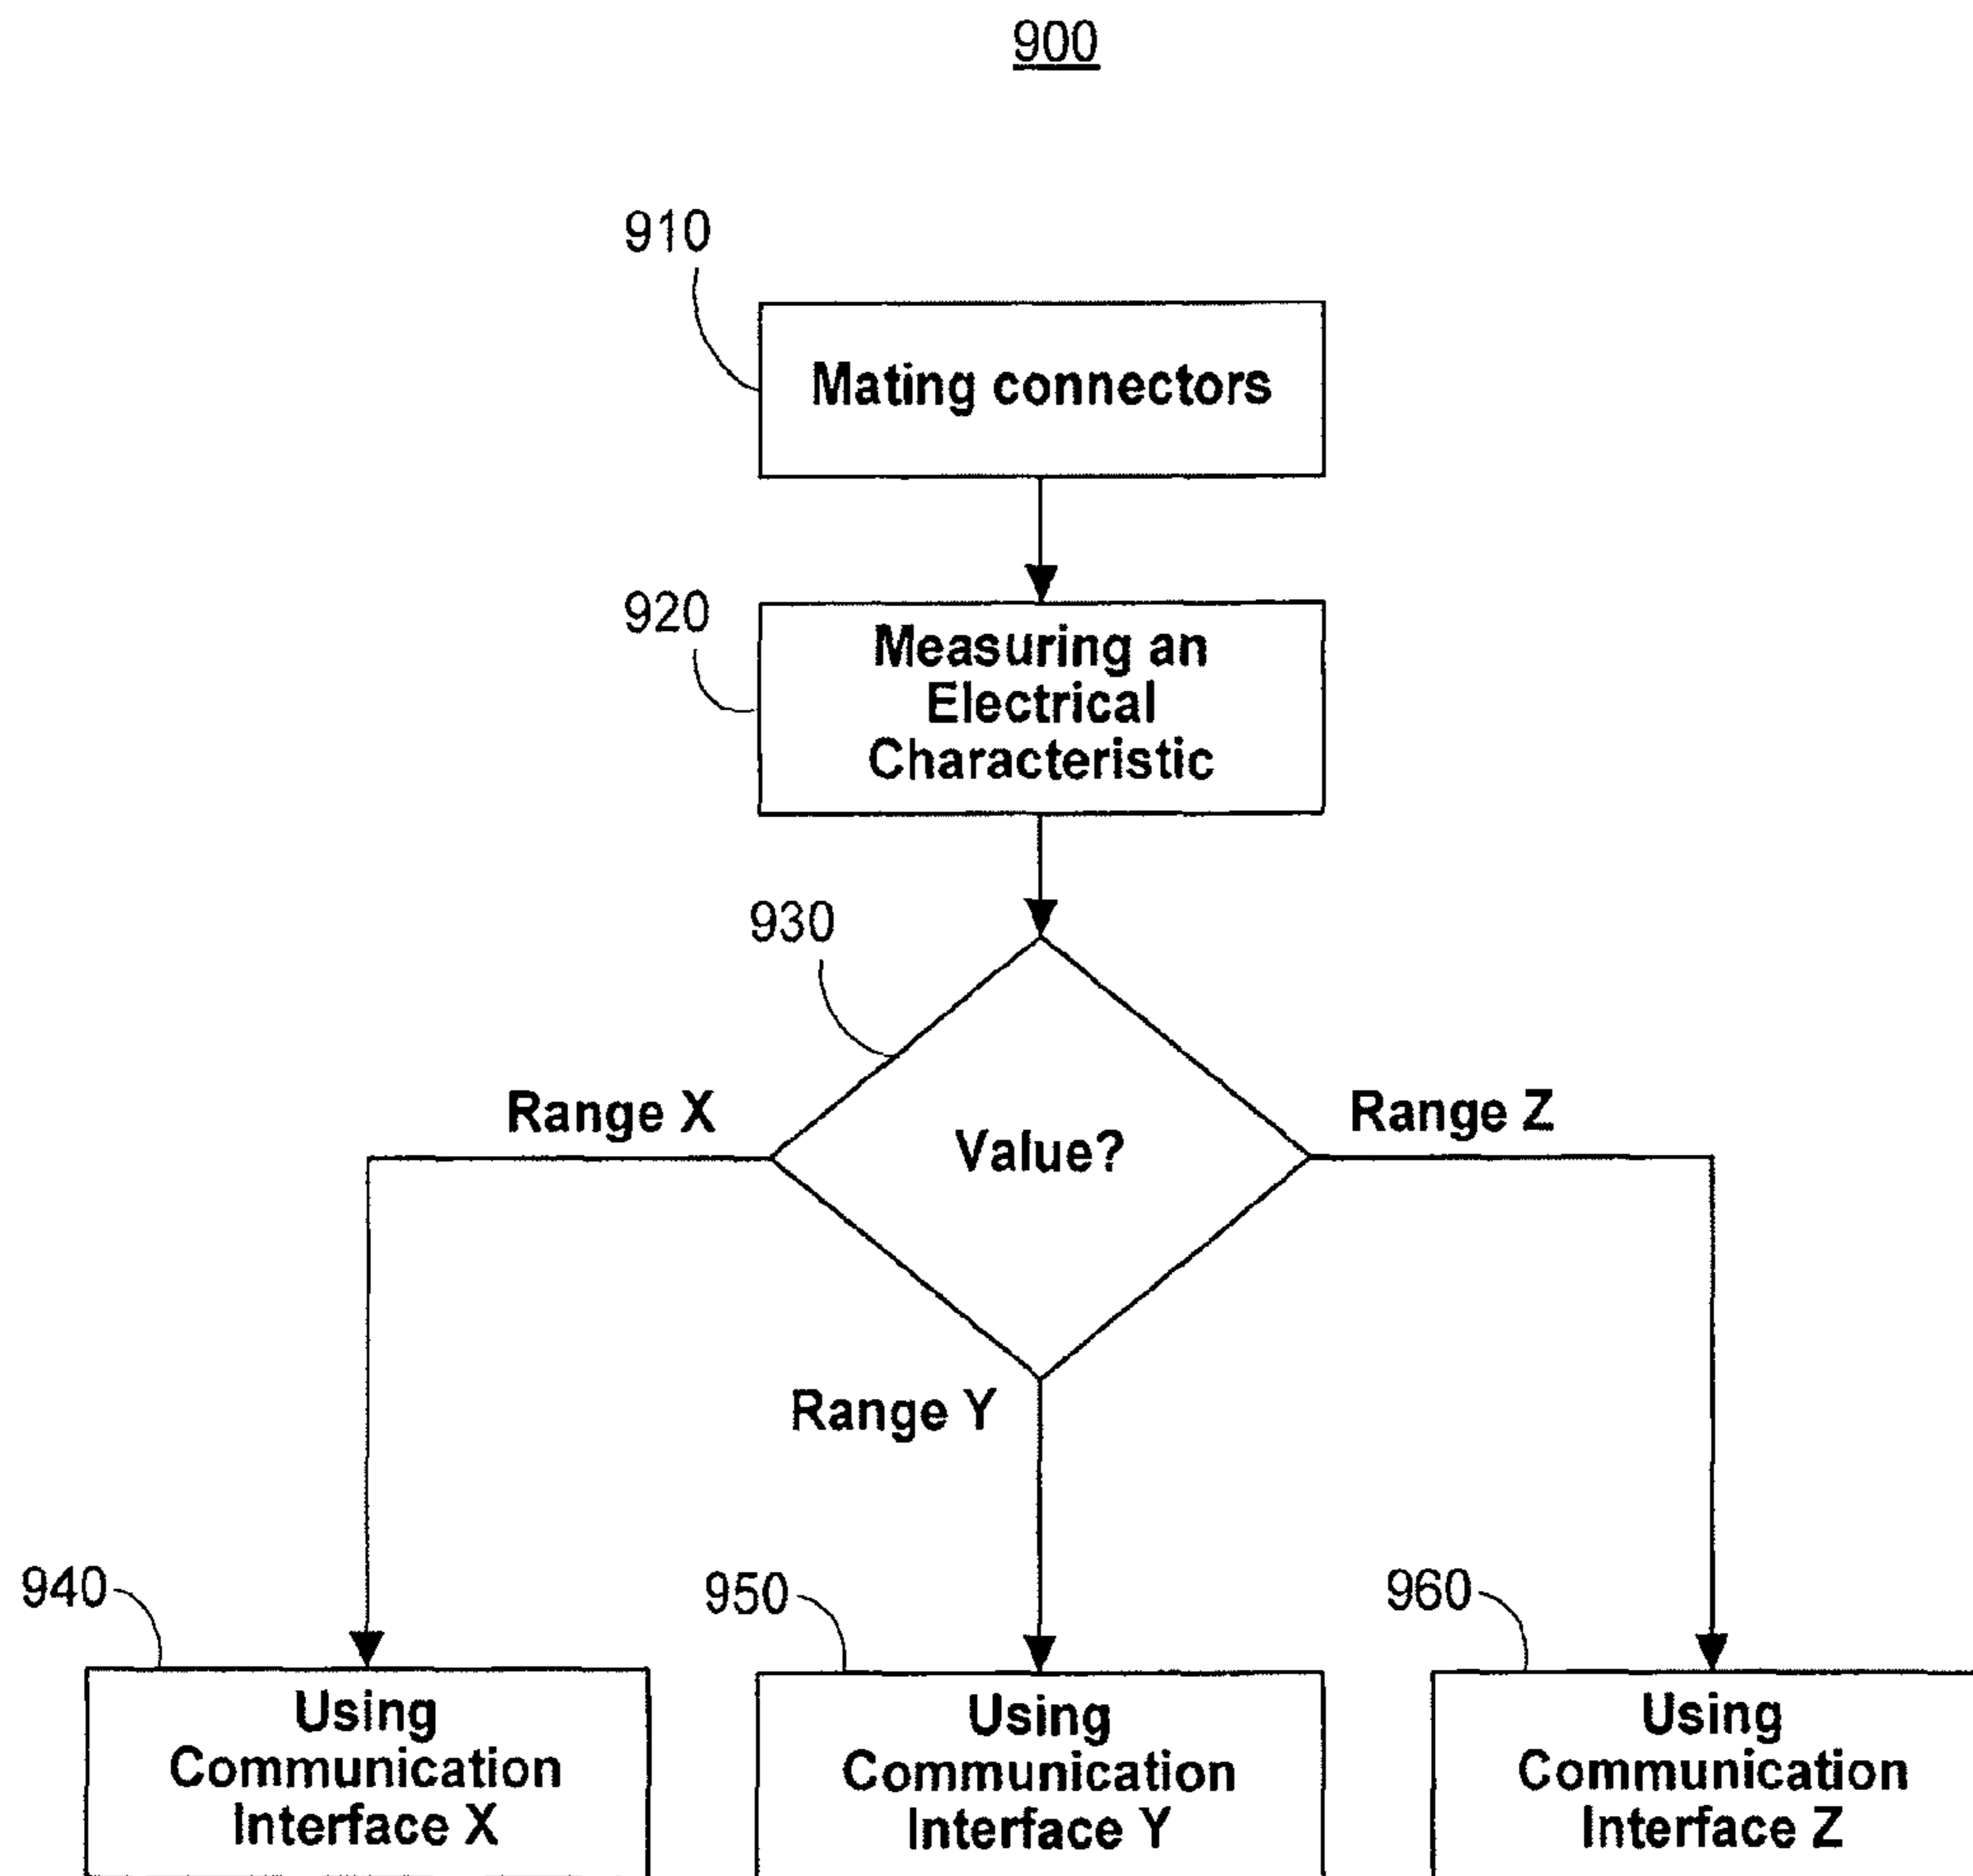 900
910
Mating connectors
920
Measuring an
Electrical
Characteristic
930
Range X
Value?
Range Z
Range Y
940
Using
Communication
Interface X
950
Using
Communication
Interface Y
960
Using
Communication
Interface Z